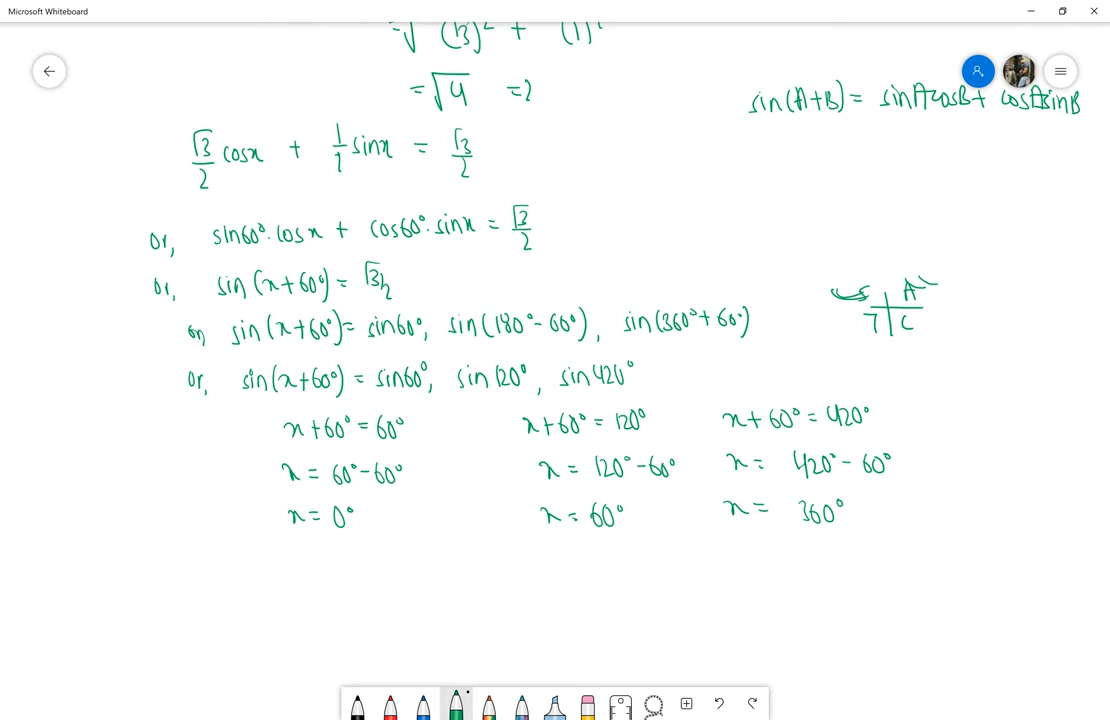 Microsoft Whiteboard
= √(√3)² + (1)²
= √4 = 2
sin(A+B) = sinAcosB + cosAsinB
√3/2 cosx + 1/1 sinx = √3/2
Or, sin60°. cosx + cos60°. sinx = √3/2
Or, sin(x+60°) = √3/2
or, sin(x+60°) = sin60°, sin(180°-60°), sin(360°+60°)
S A
T C
Or, sin(x+60°) = sin60°, sin120°, sin420°
x+60° = 60° x+60° = 120° x+60° = 420°
x = 60°-60° x = 120°-60° x = 420°-60°
x = 0° x = 60° x = 360°